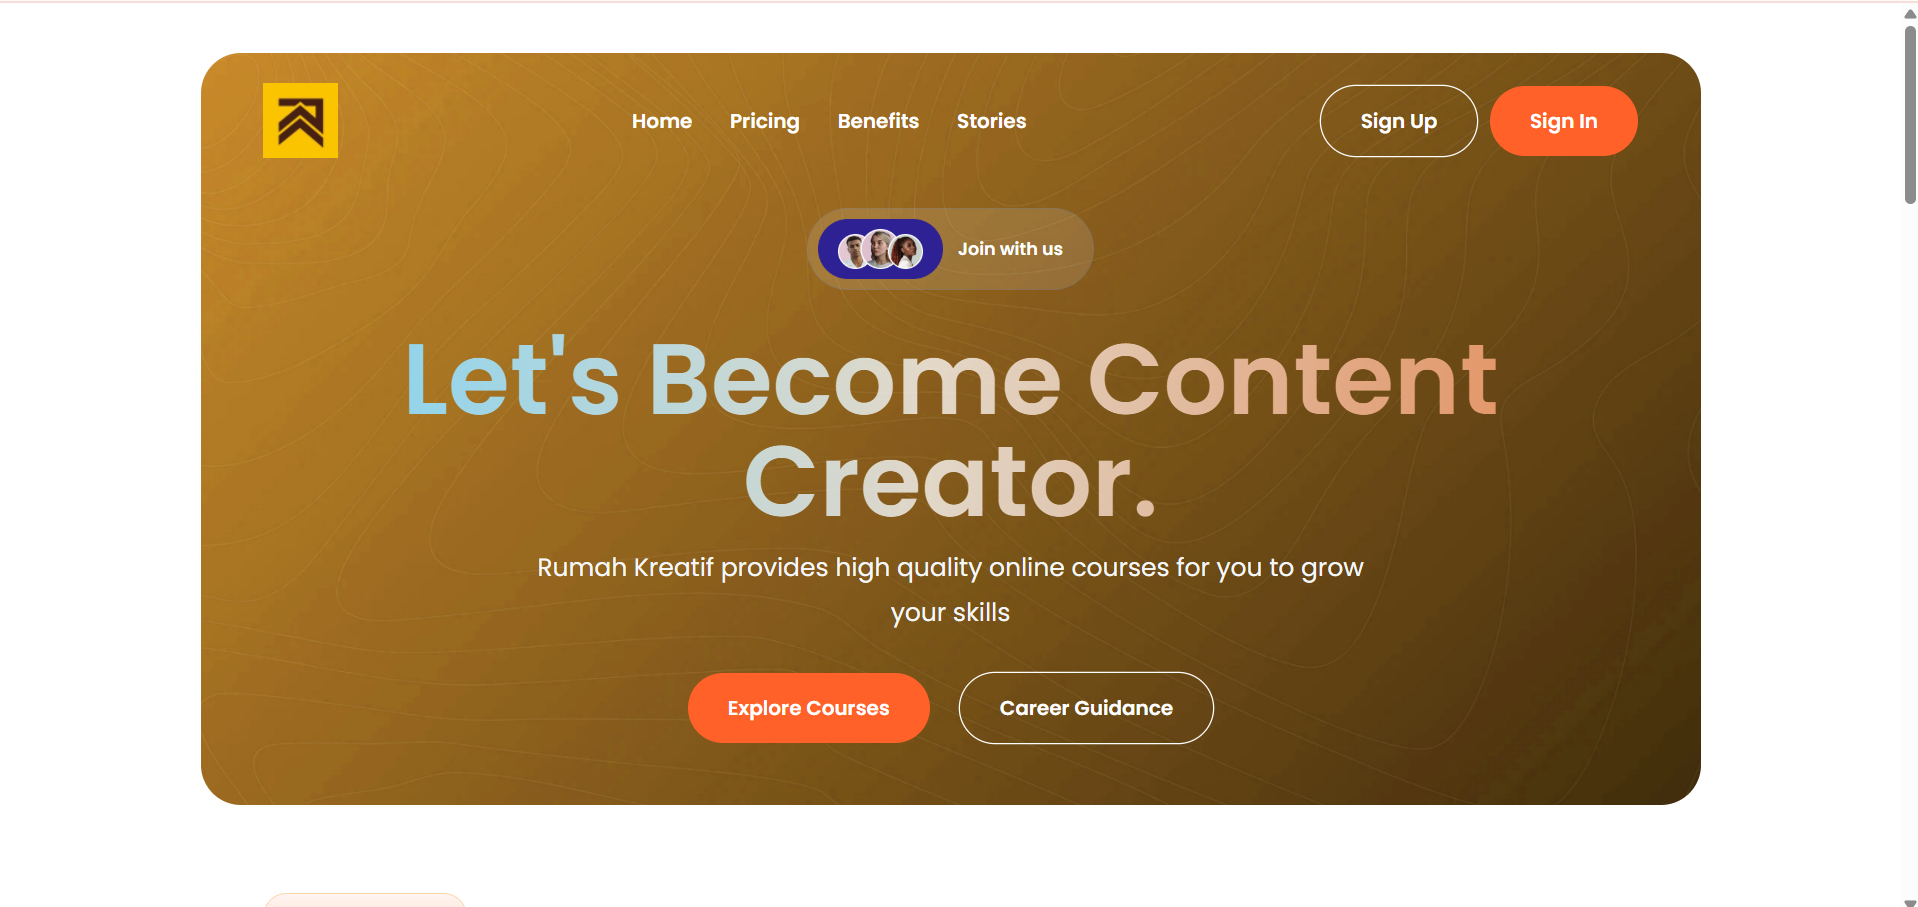 Home Pricing Benefits Stories
Sign Up Sign In
Join with us
Let's Become Content
Creator.
Rumah Kreatif provides high quality online courses for you to grow
your skills
Explore Courses Career Guidance